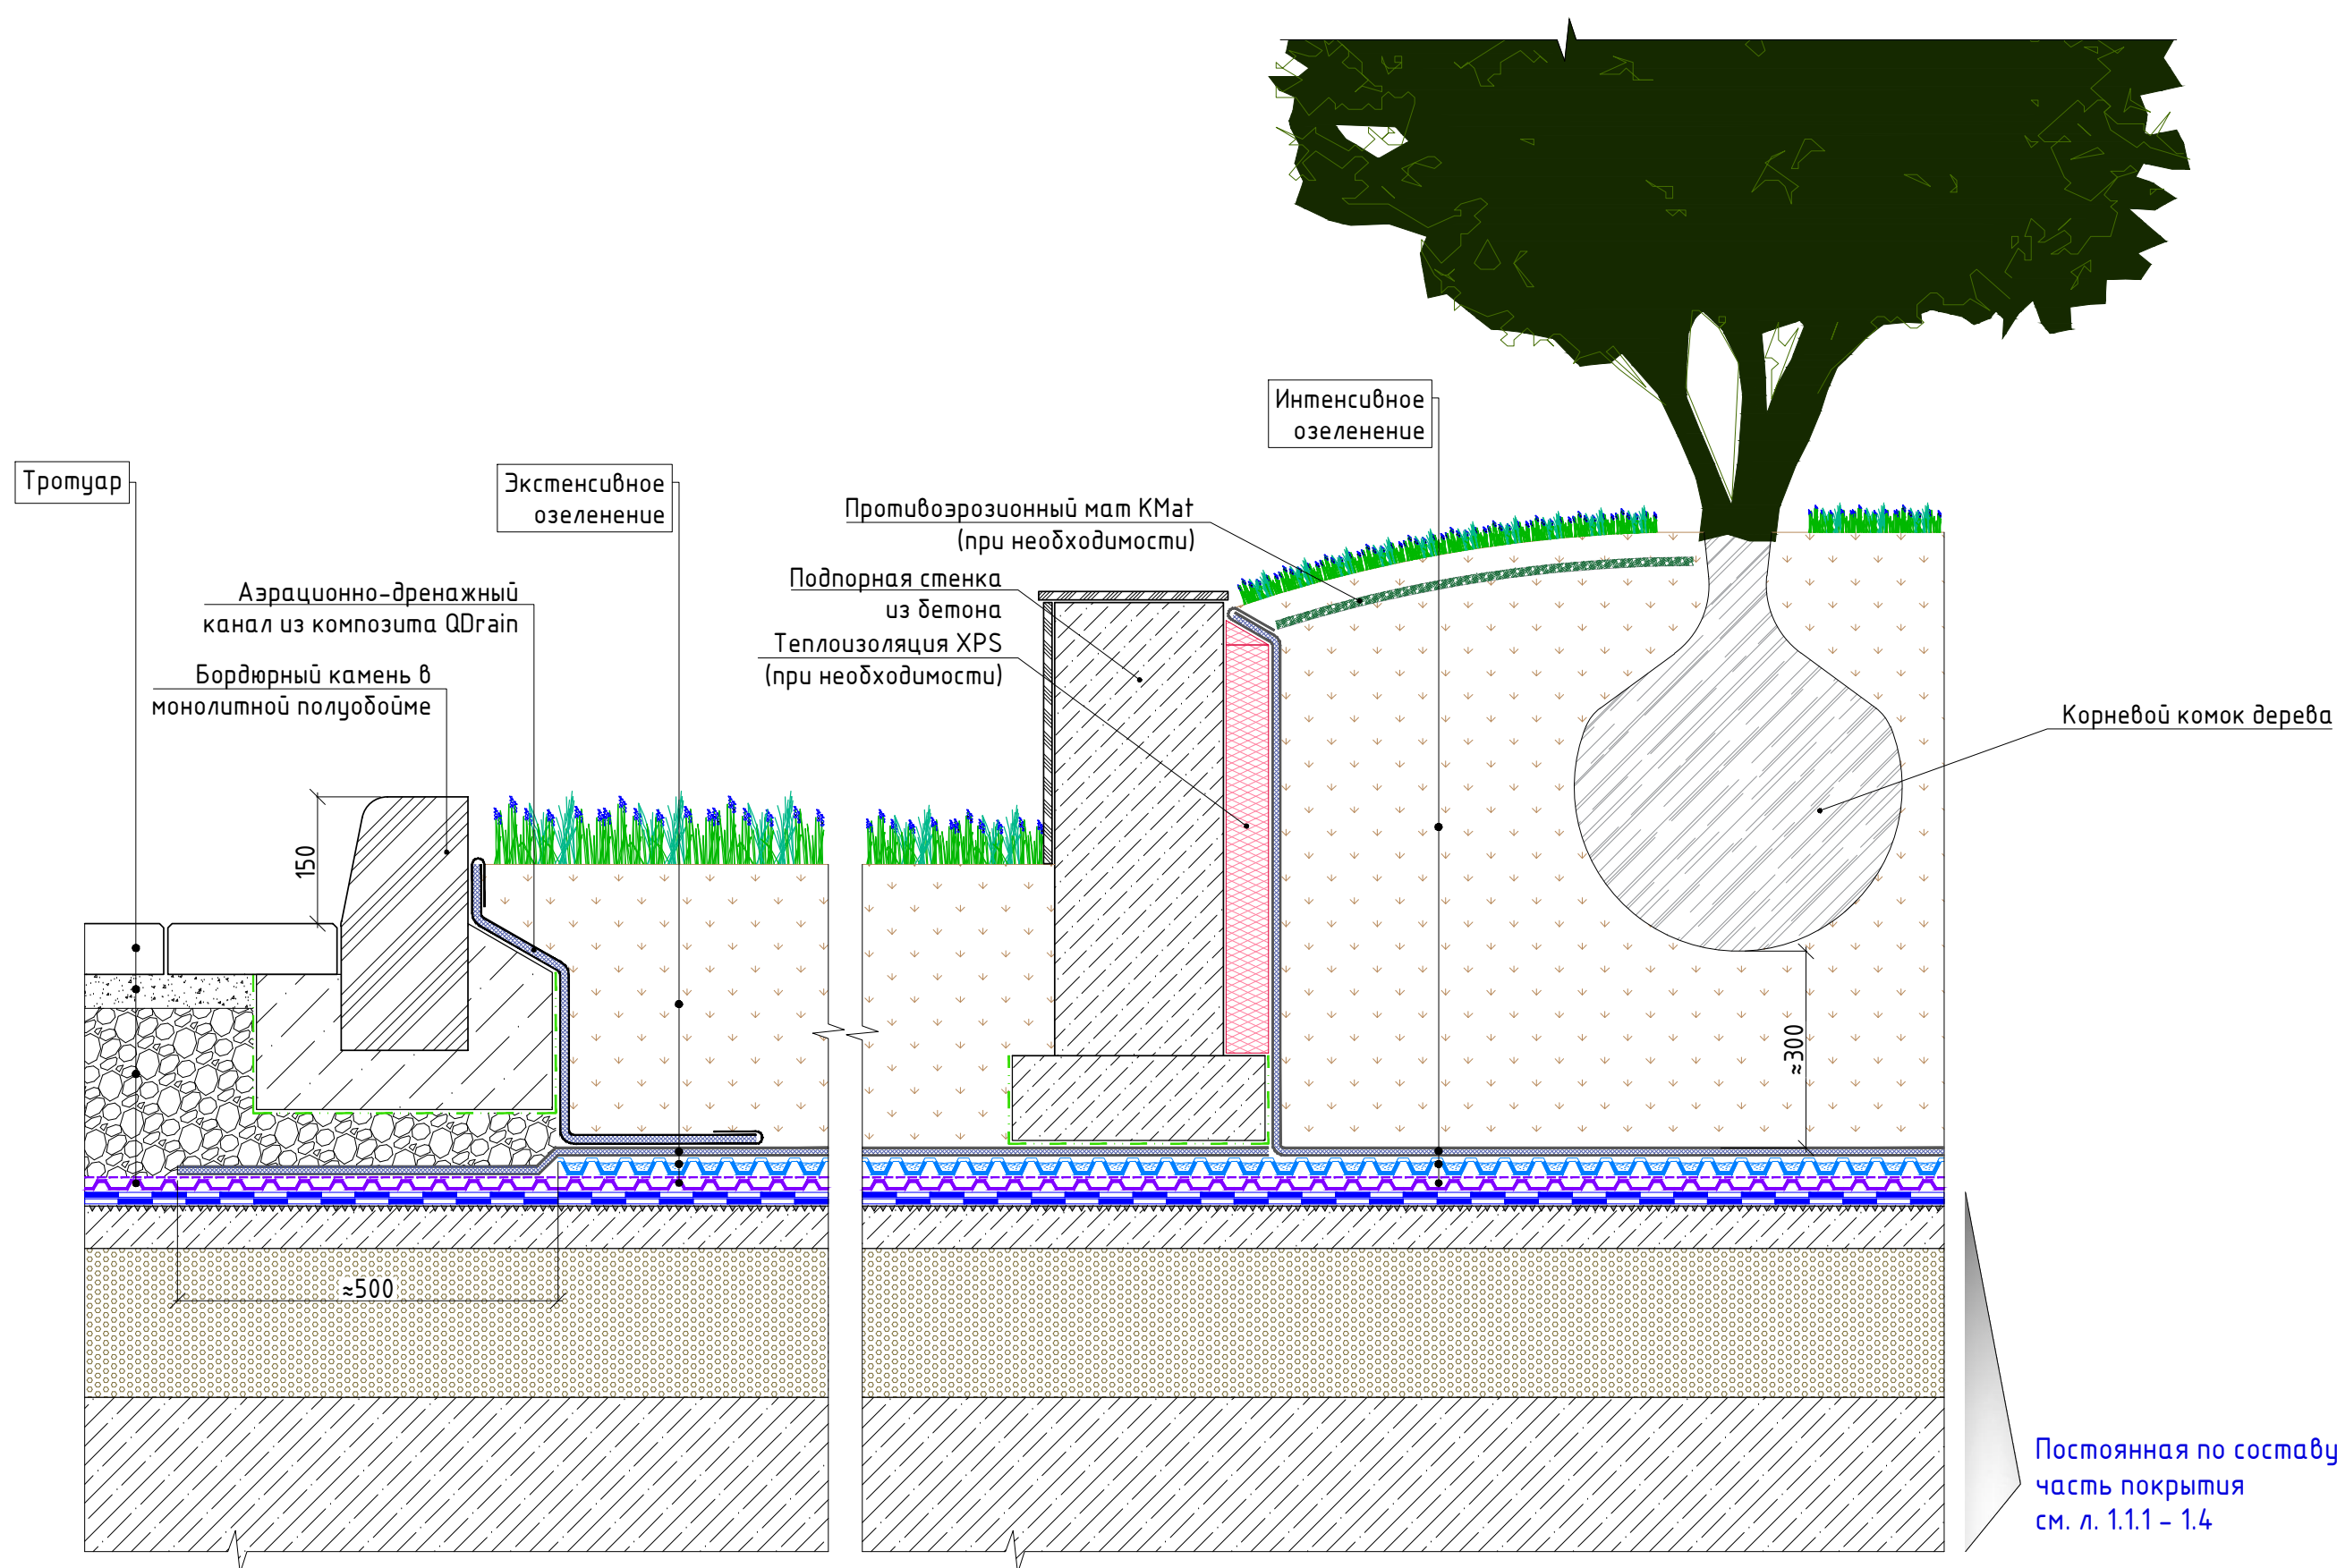 Интенсивное
озеленение
Тротуар
Экстенсивное
озеленение
Противоэрозионный мат KMat
(при необходимости)
Подпорная стенка
из бетона
Аэрационно-дренажный
канал из композита QDrain
Теплоизоляция XPS
(при необходимости)
Бордюрный камень в
монолитной полуобойме
Корневой комок дерева
150
≈300
≈500
Постоянная по составу
часть покрытия
см. л. 1.1.1 - 1.4